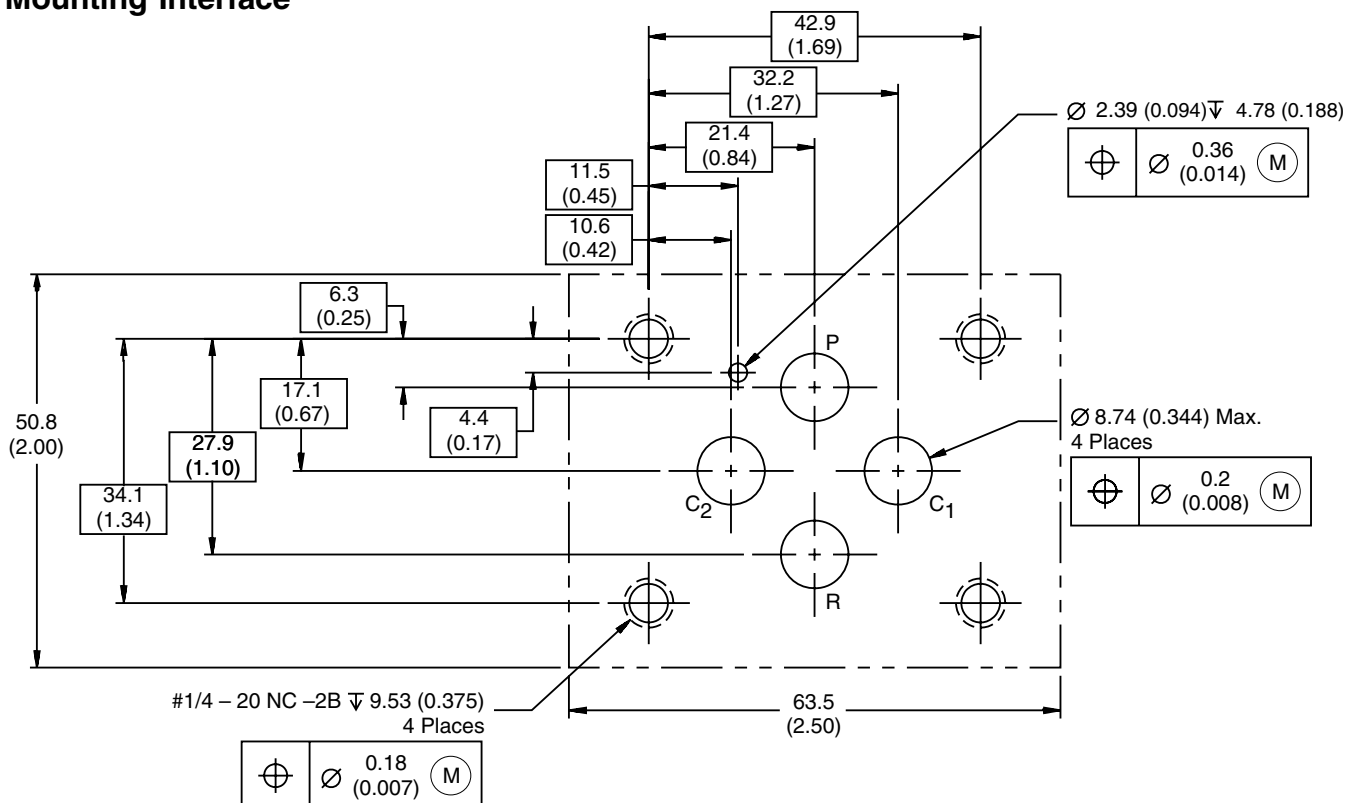 Mounting Interface
42.9
(1.69)
32.2
(1.27)
21.4
(0.84)
11.5
(0.45)
10.6
(0.42)
⌀ 2.39 (0.094)↧ 4.78 (0.188)
⌖ ⌀ 0.36 (0.014) Ⓜ
6.3
(0.25)
P
17.1
(0.67)
4.4
(0.17)
50.8
(2.00)
27.9
(1.10)
⌀ 8.74 (0.344) Max.
4 Places
⌖ ⌀ 0.2 (0.008) Ⓜ
34.1
(1.34)
C2
C1
R
#1/4 – 20 NC –2B ↧ 9.53 (0.375)
4 Places
⌖ ⌀ 0.18 (0.007) Ⓜ
63.5
(2.50)